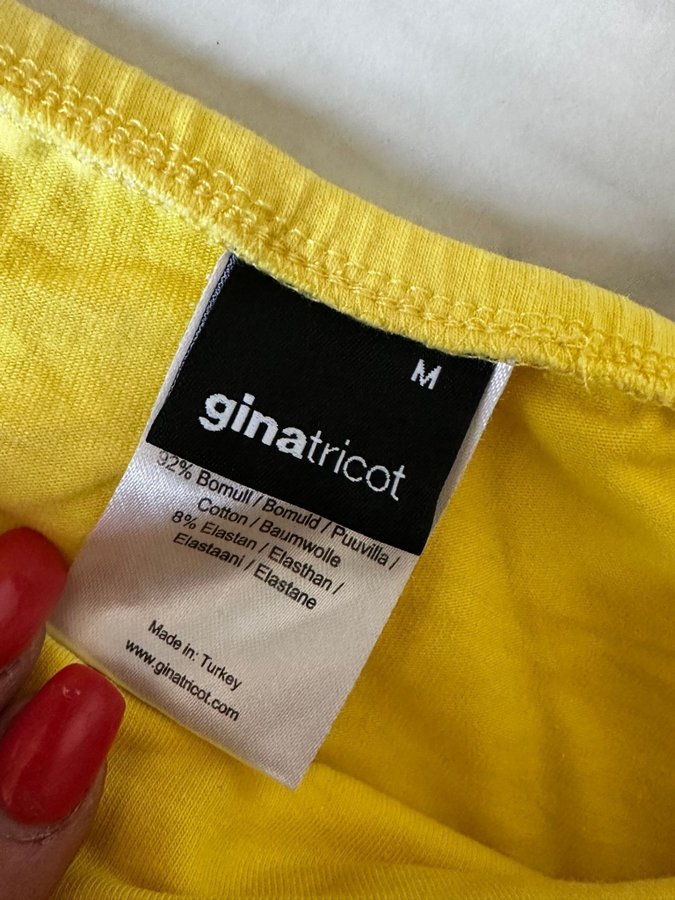 M
ginatricot
92% Bomull / Bomuld / Puuvilla /
Cotton / Baumwolle
8% Elastan / Elasthan /
Elastaani / Elastane
Made in: Turkey
www.ginatricot.com